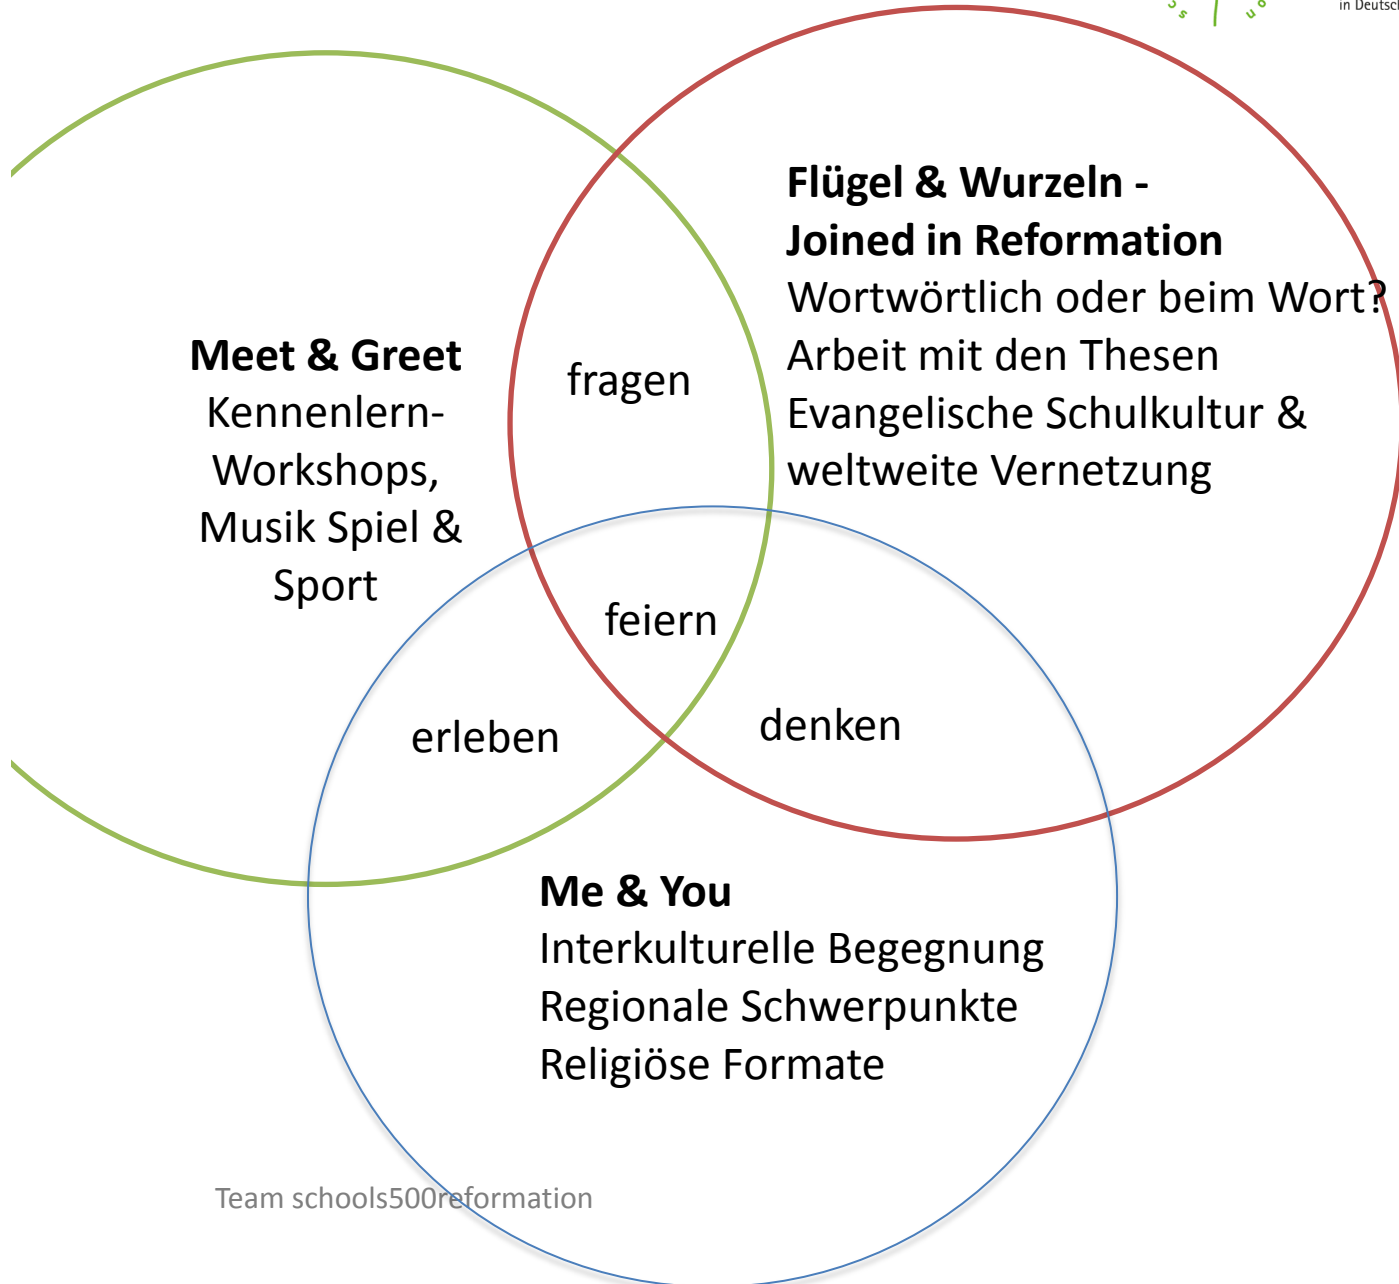 in Deutsch
Flügel & Wurzeln -
Joined in Reformation
Wortwörtlich oder beim Wort?
Arbeit mit den Thesen
Evangelische Schulkultur &
weltweite Vernetzung
Meet & Greet
Kennenlern-
Workshops,
Musik Spiel &
Sport
fragen
feiern
erleben
denken
Me & You
Interkulturelle Begegnung
Regionale Schwerpunkte
Religiöse Formate
Team schools500reformation